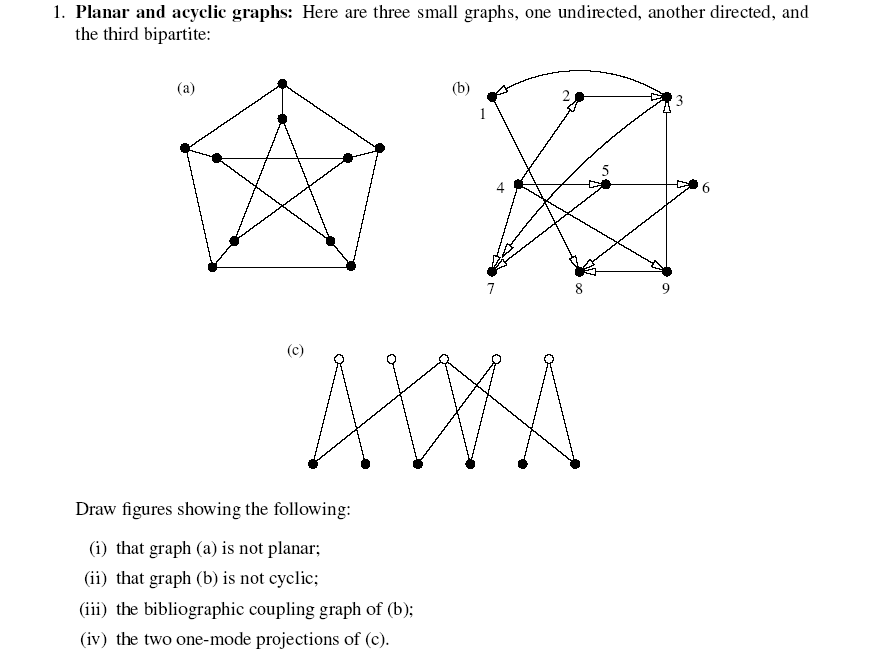 1. Planar and acyclic graphs: Here are three small graphs, one undirected, another directed, and
the third bipartite:
(a)
(b)
1
2
3
4
5
6
7
8
9
(c)
Draw figures showing the following:
(i) that graph (a) is not planar;
(ii) that graph (b) is not cyclic;
(iii) the bibliographic coupling graph of (b);
(iv) the two one-mode projections of (c).